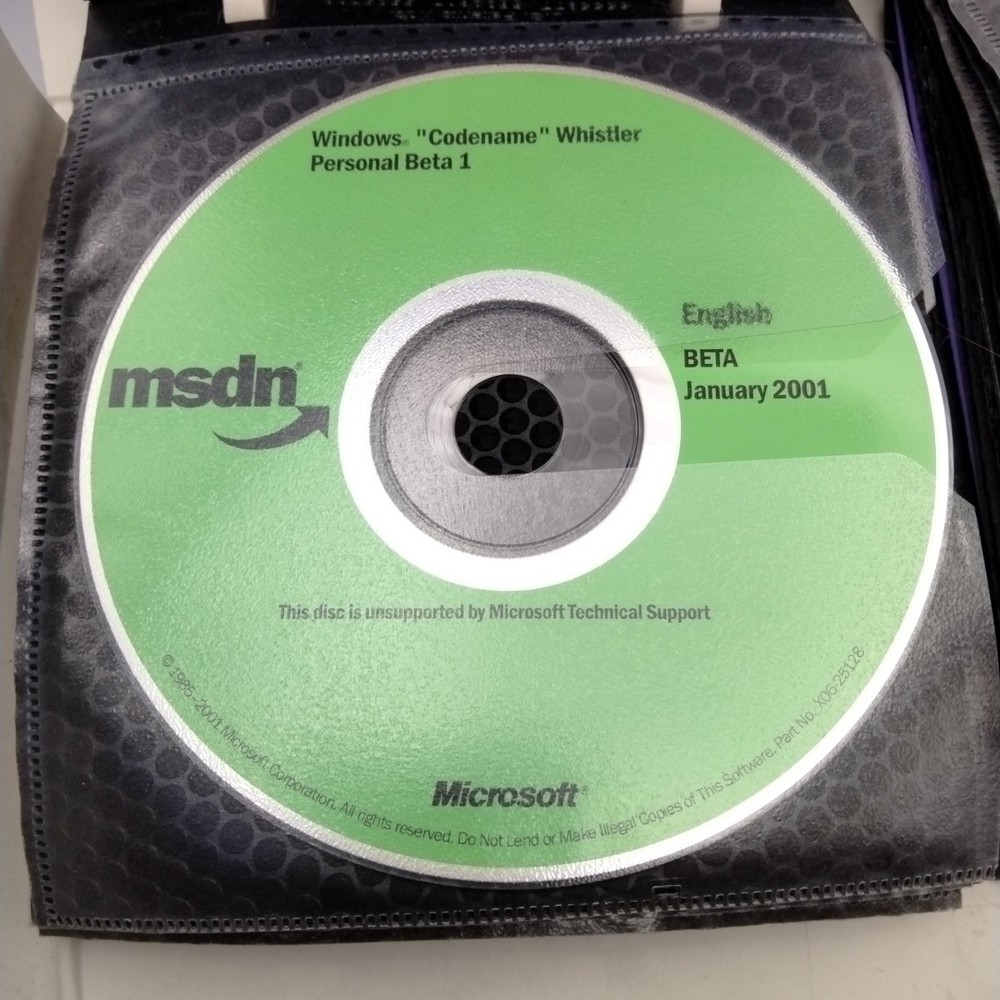 Windows® "Codename" Whistler
Personal Beta 1
English
BETA
January 2001
msdn®
This disc is unsupported by Microsoft Technical Support
© 1985-2001 Microsoft Corporation. All rights reserved. Do Not Lend or Make Illegal Copies of This Software. Part No. X06-25128
Microsoft®